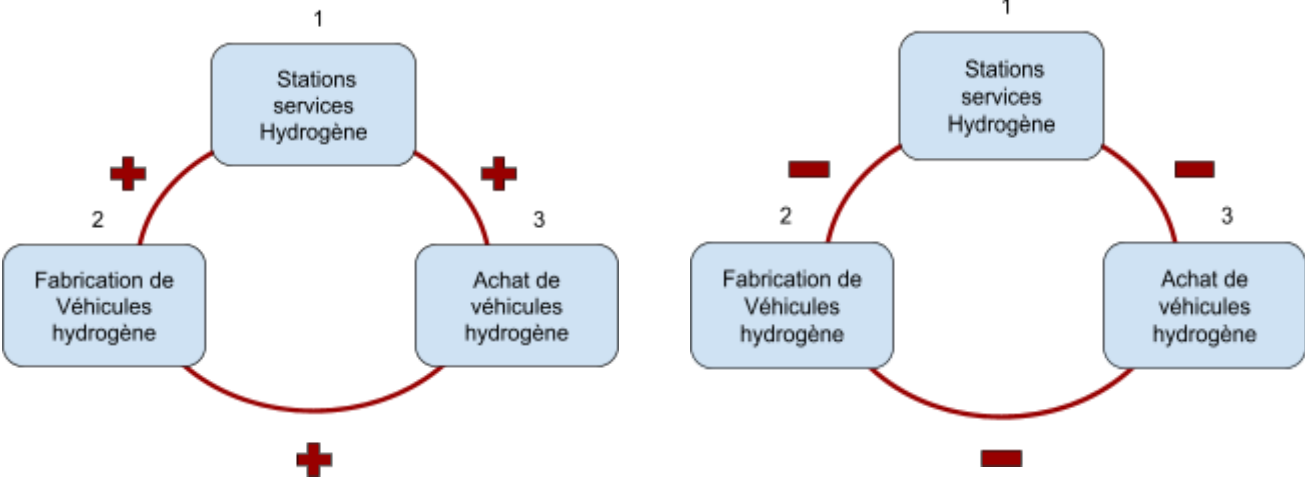 1
Stations
services
Hydrogène
2
3
Fabrication de
Véhicules
hydrogène
Achat de
véhicules
hydrogène
1
Stations
services
Hydrogène
2
3
Fabrication de
Véhicules
hydrogène
Achat de
véhicules
hydrogène